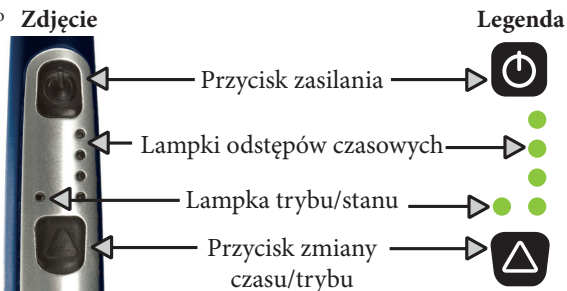 Zdjęcie Legenda
Przycisk zasilania
Lampki odstępów czasowych
Lampka trybu/stanu
Przycisk zmiany
czasu/trybu